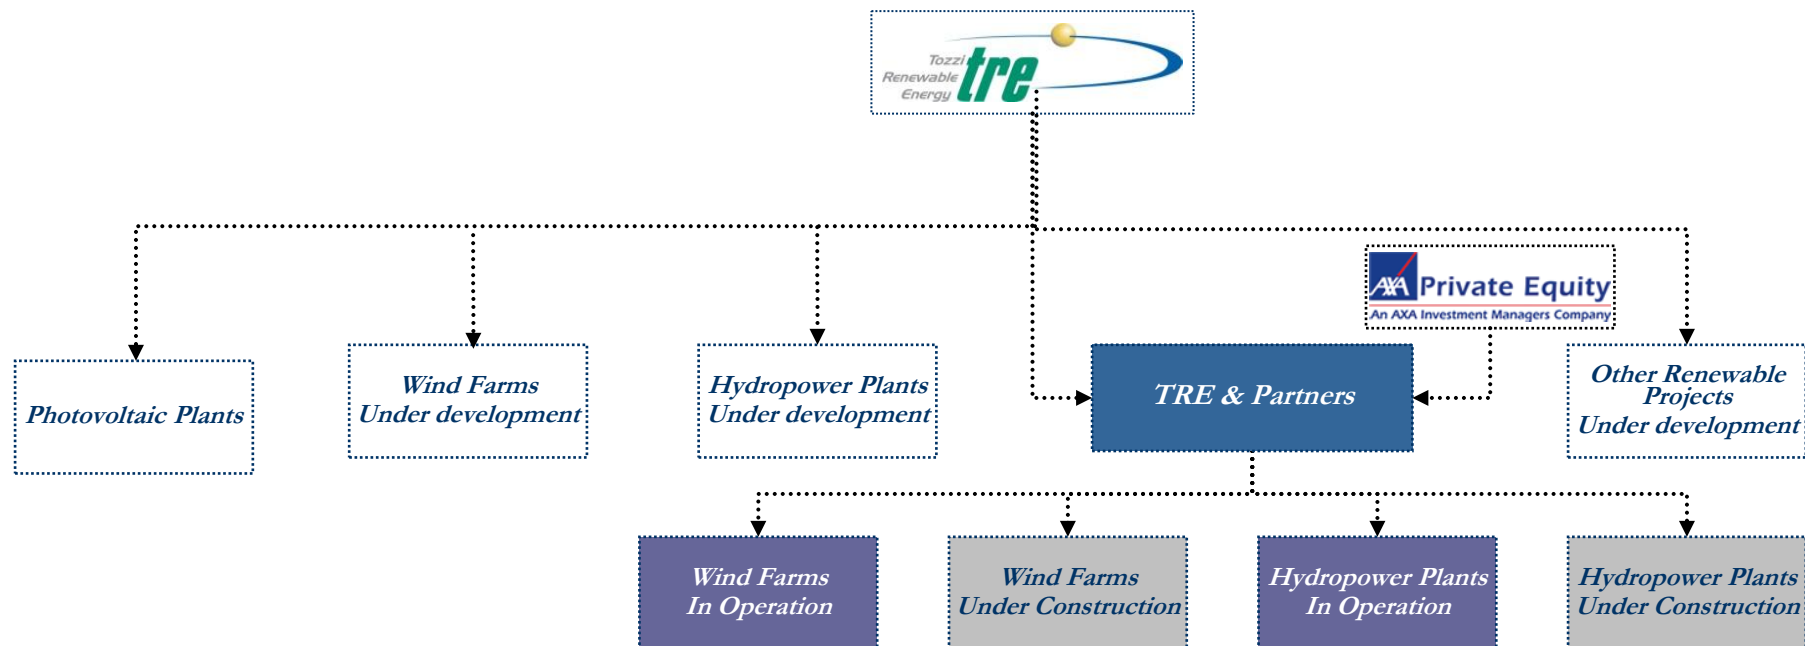 Tozzi
Renewable
Energy
tre
AXA Private Equity
An AXA Investment Managers Company
Photovoltaic Plants
Wind Farms
Under development
Hydropower Plants
Under development
TRE & Partners
Other Renewable
Projects
Under development
Wind Farms
In Operation
Wind Farms
Under Construction
Hydropower Plants
In Operation
Hydropower Plants
Under Construction